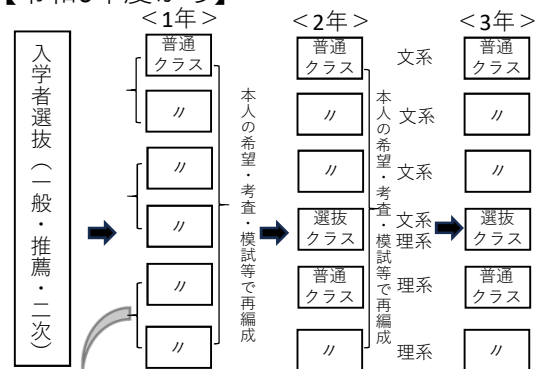 【令和6年度から】
＜1年＞
＜2年＞
＜3年＞
入学者選抜（一般・推薦・二次）
普通
クラス
〃
〃
〃
〃
〃
本人の希望・考査・模試等で再編成
普通
クラス
〃
〃
選抜
クラス
普通
クラス
〃
本人の希望・考査・模試等で再編成
文系
文系
文系
文系
理系
理系
理系
普通
クラス
〃
〃
選抜
クラス
普通
クラス
〃